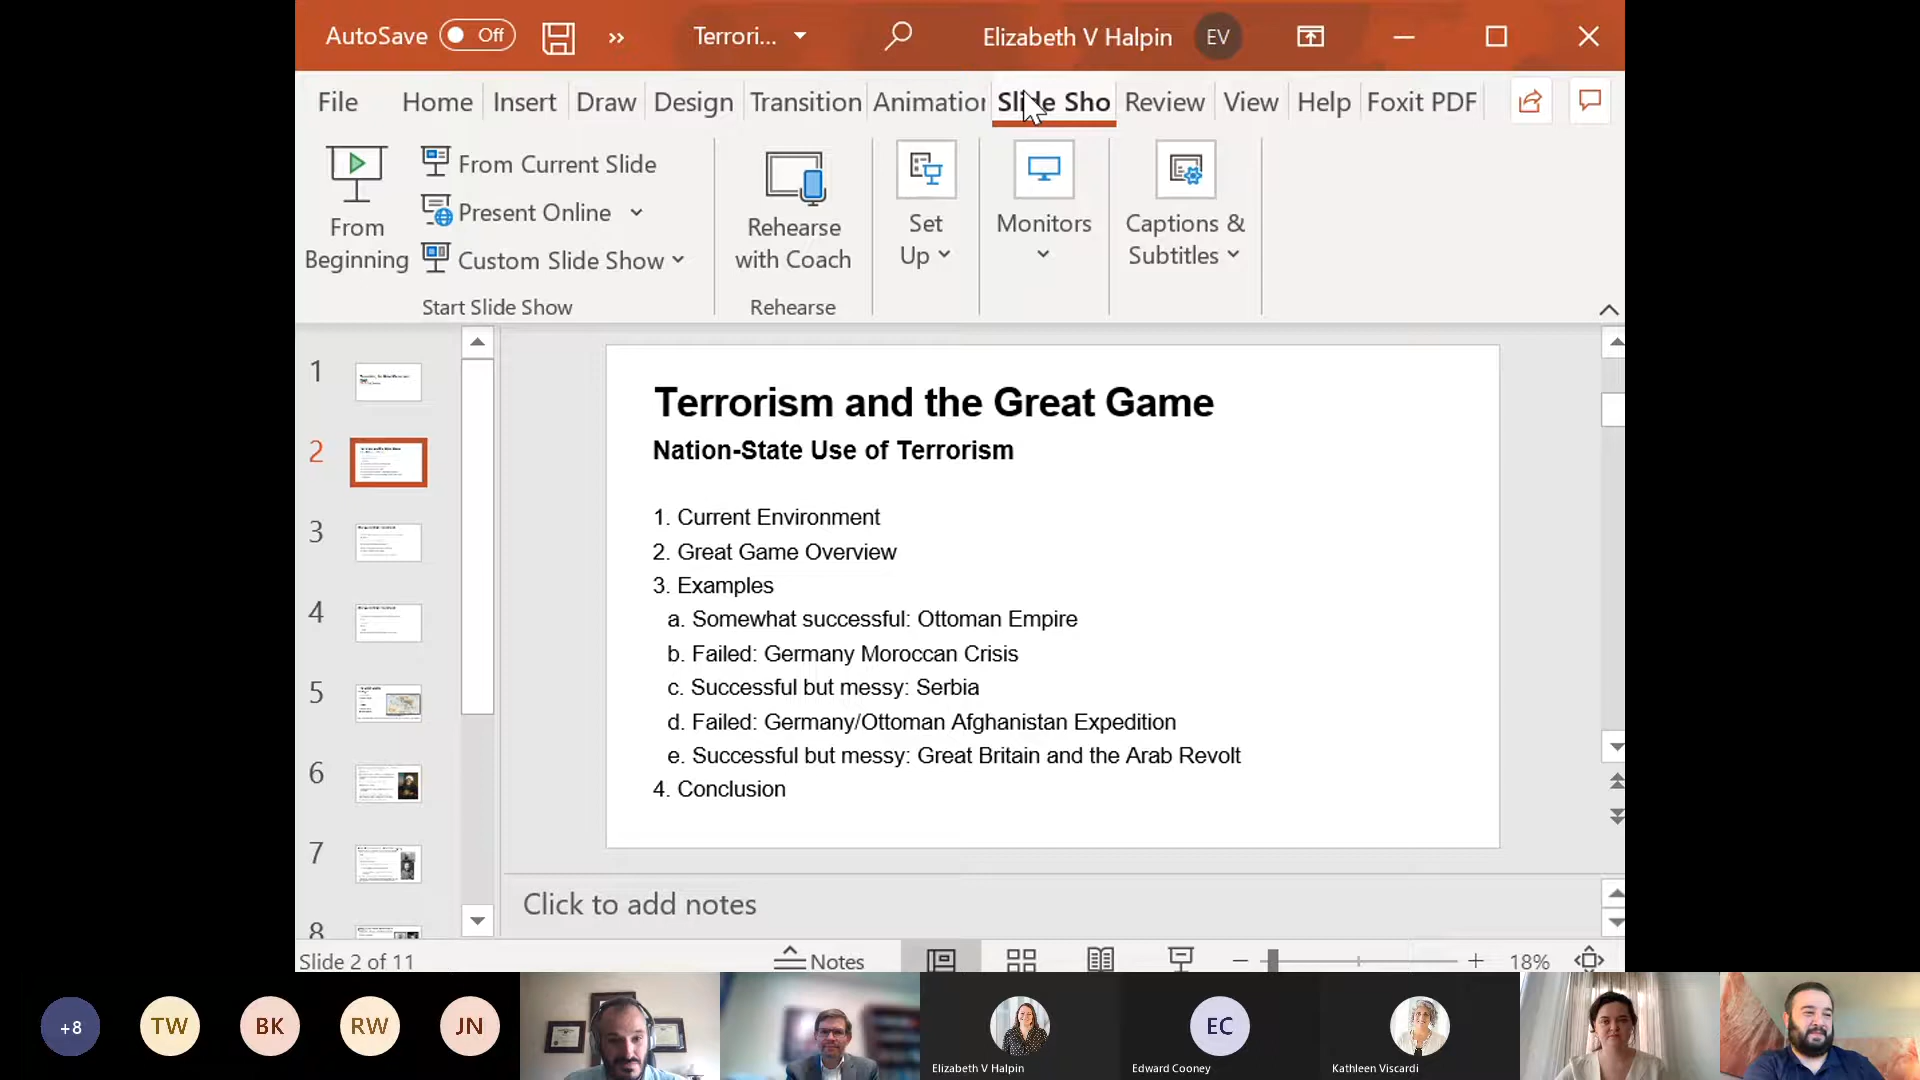 AutoSave Off Terrori... Elizabeth V Halpin EV
File Home Insert Draw Design Transition Animation Slide Sho Review View Help Foxit PDF
From Beginning
From Current Slide
Present Online
Custom Slide Show
Start Slide Show
Rehearse with Coach
Rehearse
Set Up
Monitors
Captions & Subtitles
1
2
3
4
5
6
7
8
Terrorism and the Great Game
Nation-State Use of Terrorism
1. Current Environment
2. Great Game Overview
3. Examples
a. Somewhat successful: Ottoman Empire
b. Failed: Germany Moroccan Crisis
c. Successful but messy: Serbia
d. Failed: Germany/Ottoman Afghanistan Expedition
e. Successful but messy: Great Britain and the Arab Revolt
4. Conclusion
Click to add notes
Slide 2 of 11 Notes 18%
+8 TW BK RW JN EC
Elizabeth V Halpin Edward Cooney Kathleen Viscardi